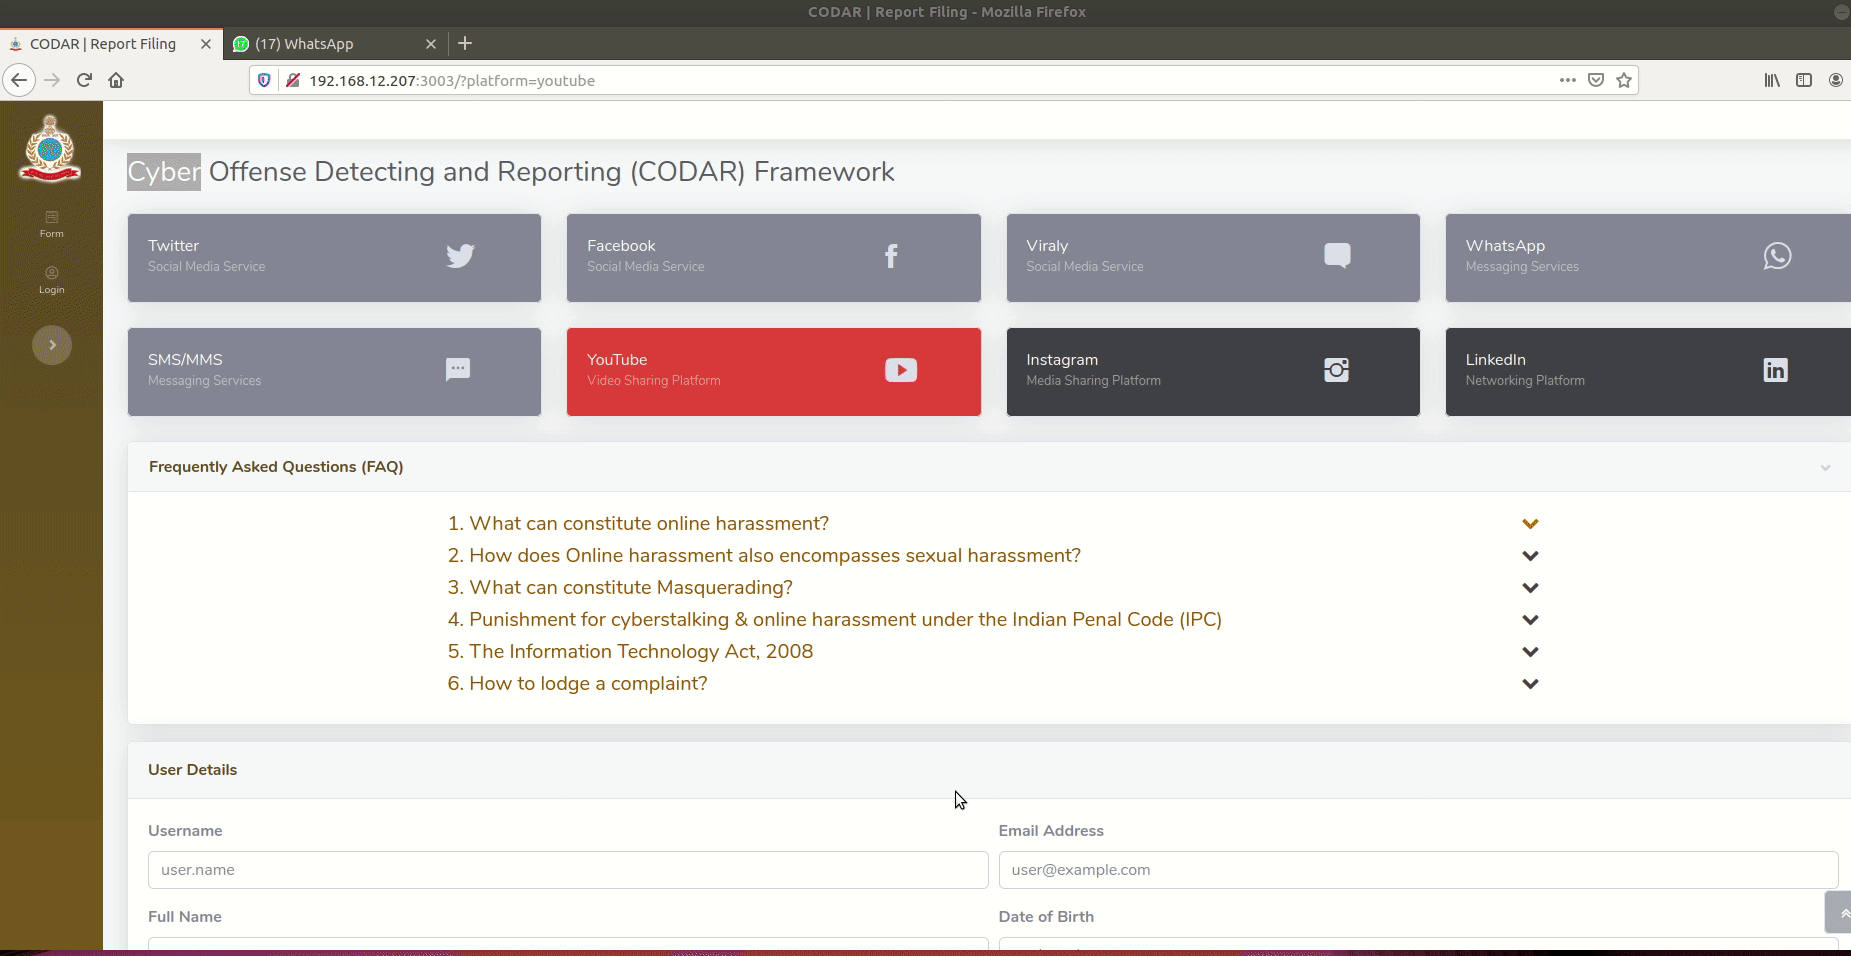 CODAR | Report Filing - Mozilla Firefox
CODAR | Report Filing
(17) WhatsApp
192.168.12.207:3003/?platform=youtube
Cyber Offense Detecting and Reporting (CODAR) Framework
Form
Login
Twitter
Social Media Service
Facebook
Social Media Service
Viraly
Social Media Service
WhatsApp
Messaging Services
SMS/MMS
Messaging Services
YouTube
Video Sharing Platform
Instagram
Media Sharing Platform
LinkedIn
Networking Platform
Frequently Asked Questions (FAQ)
1. What can constitute online harassment?
2. How does Online harassment also encompasses sexual harassment?
3. What can constitute Masquerading?
4. Punishment for cyberstalking & online harassment under the Indian Penal Code (IPC)
5. The Information Technology Act, 2008
6. How to lodge a complaint?
User Details
Username
Email Address
user.name
user@example.com
Full Name
Date of Birth